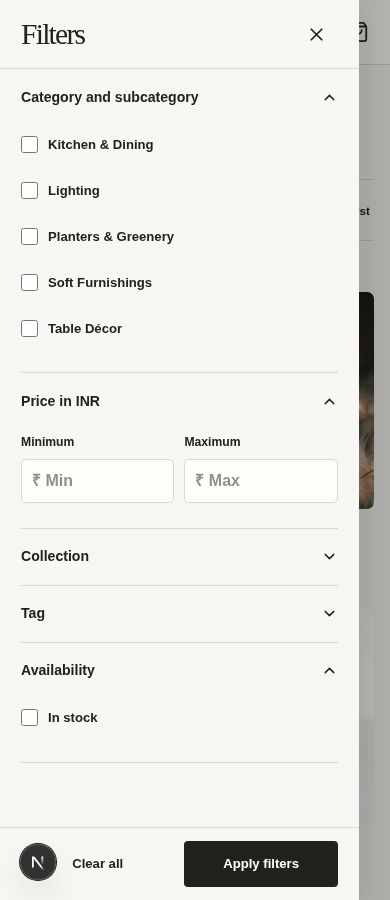 Filters
Category and subcategory
Kitchen & Dining
Lighting
Planters & Greenery
Soft Furnishings
Table Décor
Price in INR
Minimum Maximum
₹ Min ₹ Max
Collection
Tag
Availability
In stock
N Clear all Apply filters